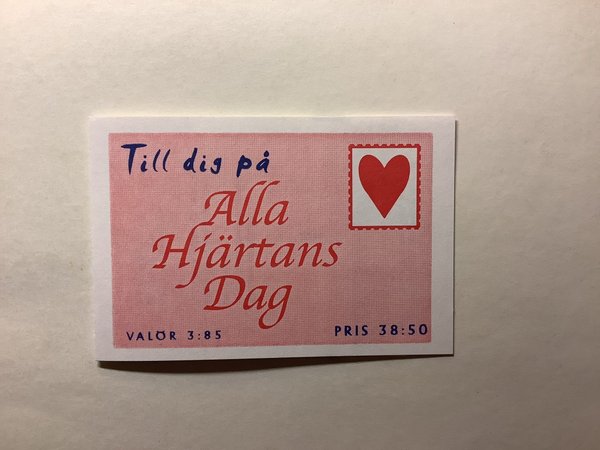 Till dig på
Alla
Hjärtans
Dag
VALÖR 3:85
PRIS 38:50